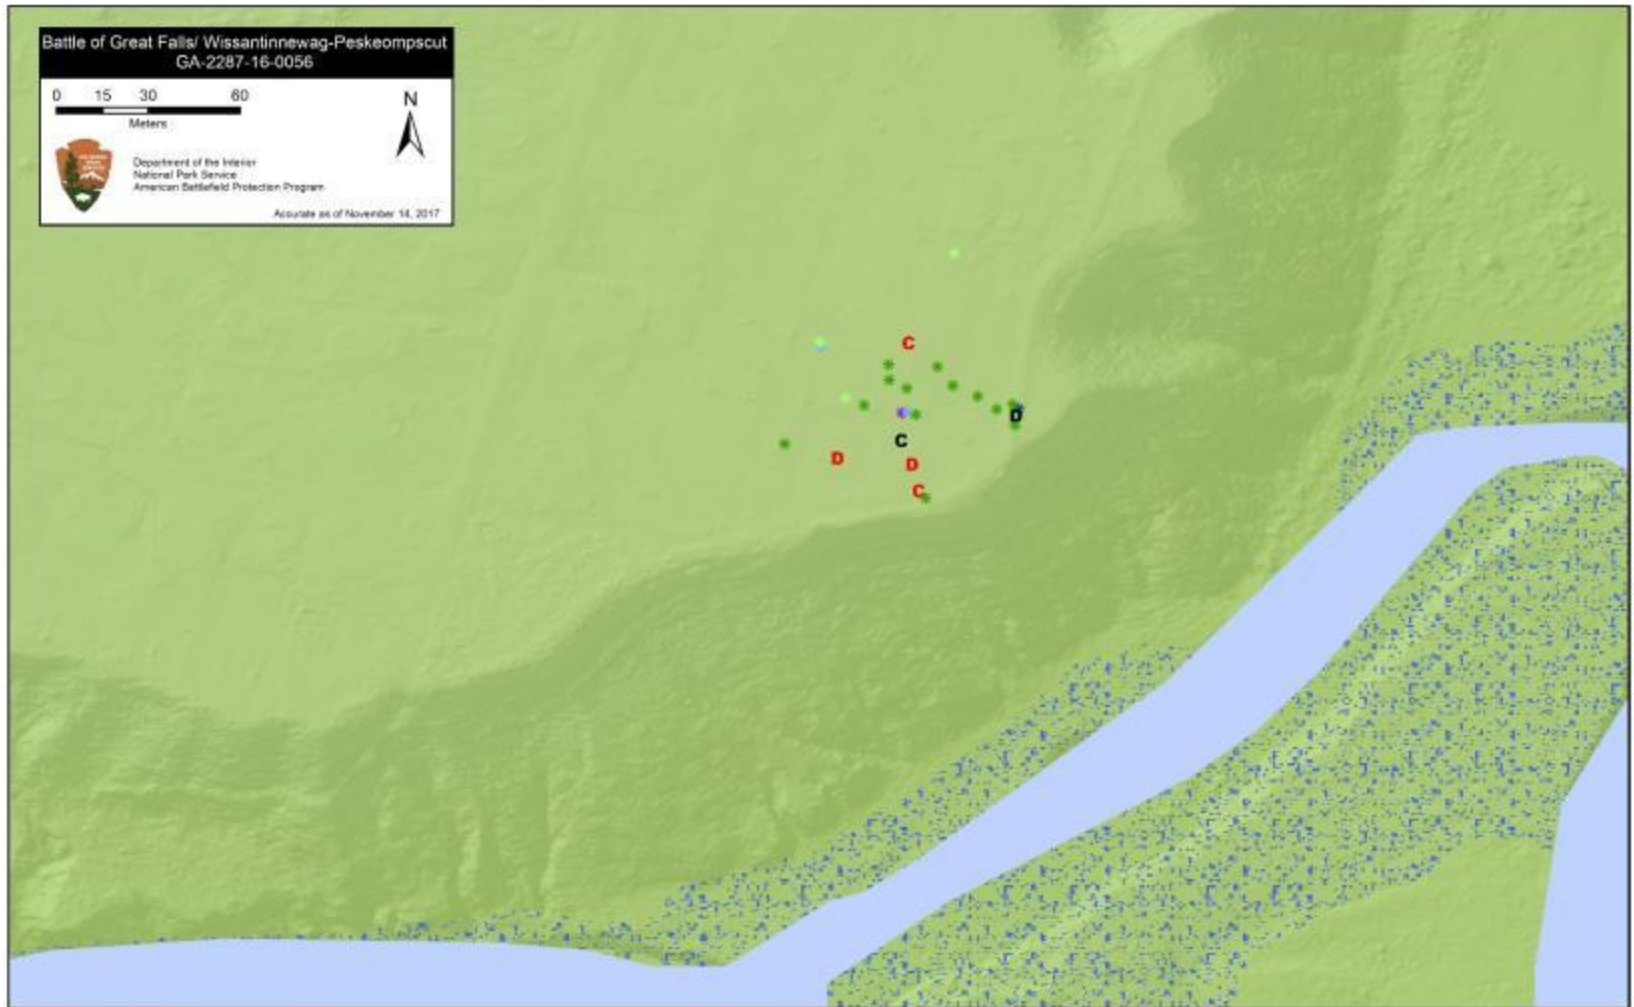 Battle of Great Falls/ Wissantinnewag-Peskeompscut
GA-2287-16-0056
0 15 30 60
Meters
N
Department of the Interior
National Park Service
American Battlefield Protection Program
Accurate as of November 14, 2017
C
D
C
D
D
C